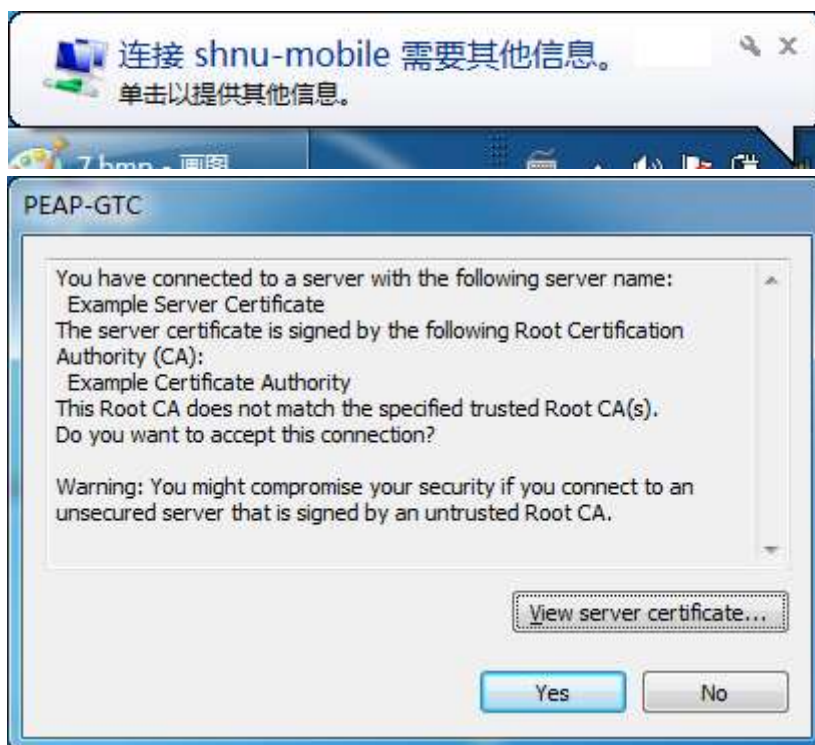 连接 shnu-mobile 需要其他信息。
单击以提供其他信息。
7.bmp - 画图
PEAP-GTC
You have connected to a server with the following server name:
Example Server Certificate
The server certificate is signed by the following Root Certification
Authority (CA):
Example Certificate Authority
This Root CA does not match the specified trusted Root CA(s).
Do you want to accept this connection?
Warning: You might compromise your security if you connect to an
unsecured server that is signed by an untrusted Root CA.
View server certificate...
Yes
No